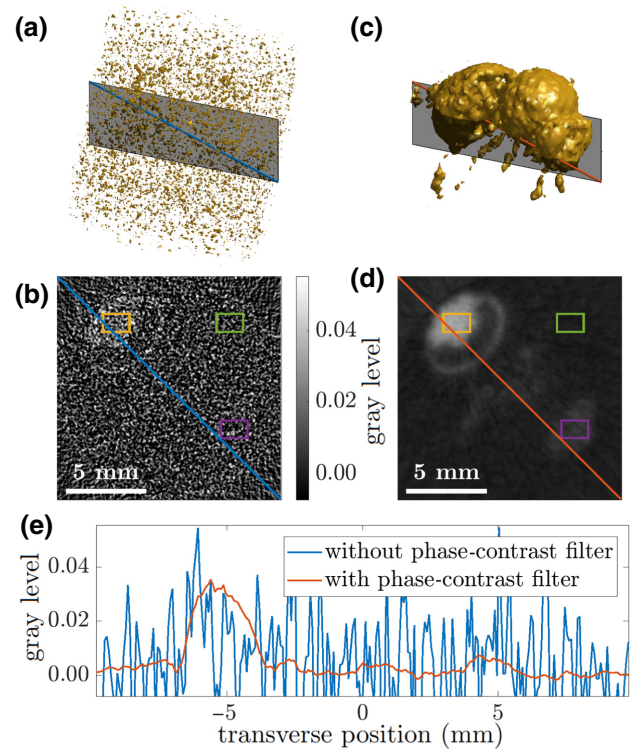 (a)
(c)
(b)
0.04
0.02
0.00
gray level
5 mm
(d)
5 mm
(e)
without phase-contrast filter
with phase-contrast filter
0.04
0.02
0.00
gray level
−5
0
5
transverse position (mm)